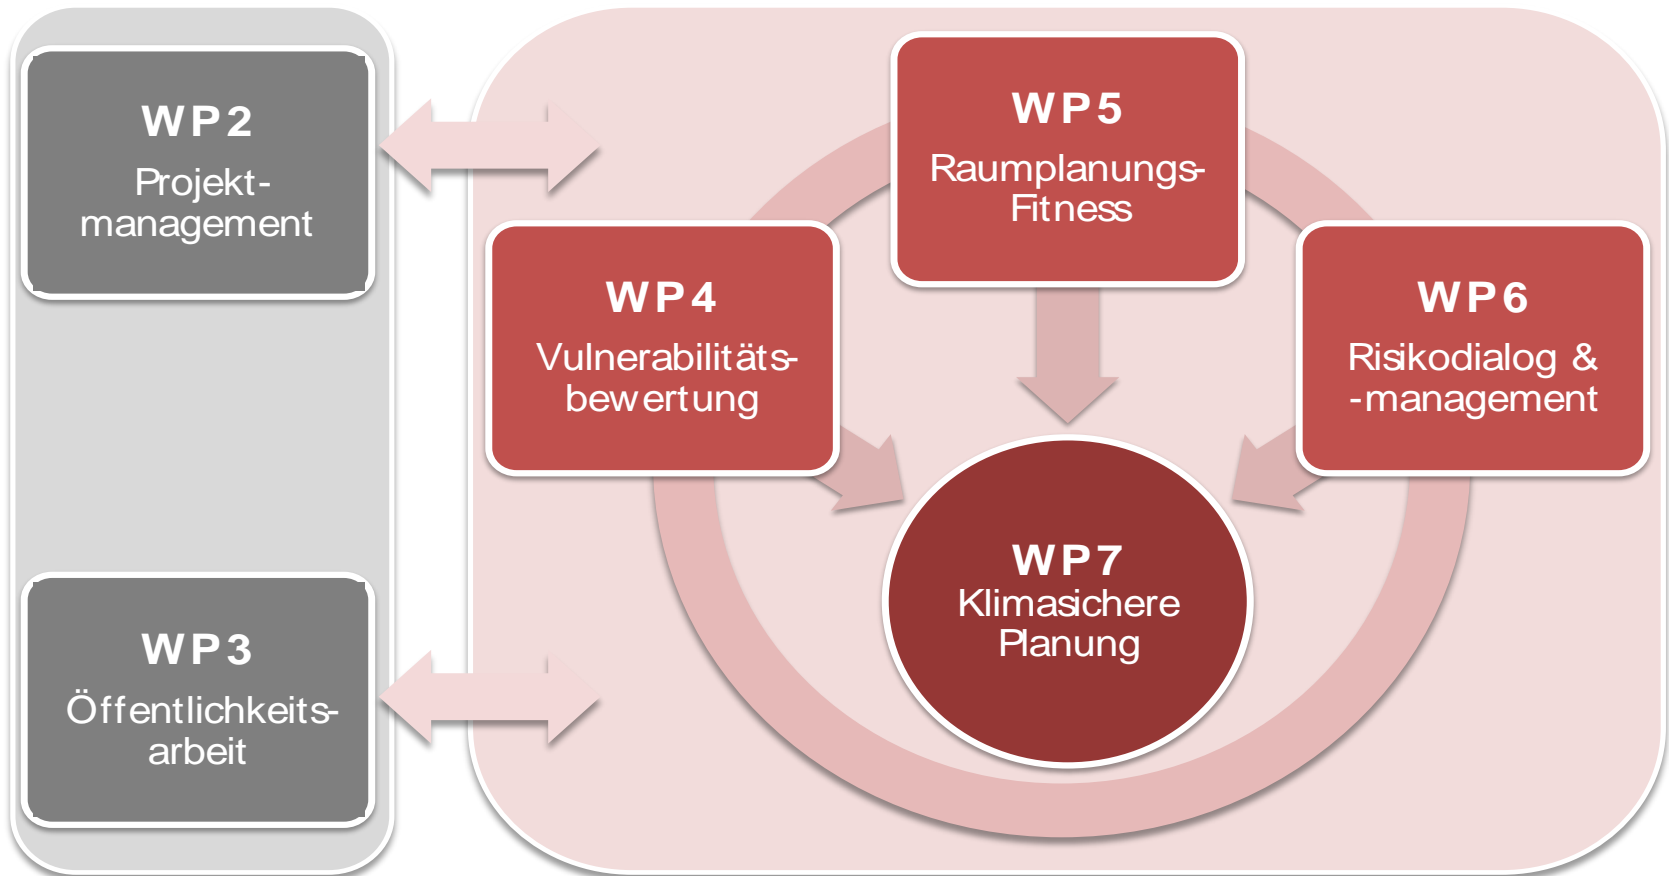 WP2
Projekt-
management
WP3
Öffentlichkeits-
arbeit
WP4
Vulnerabilitäts-
bewertung
WP5
Raumplanungs-
Fitness
WP6
Risikodialog &
-management
WP7
Klimasichere
Planung